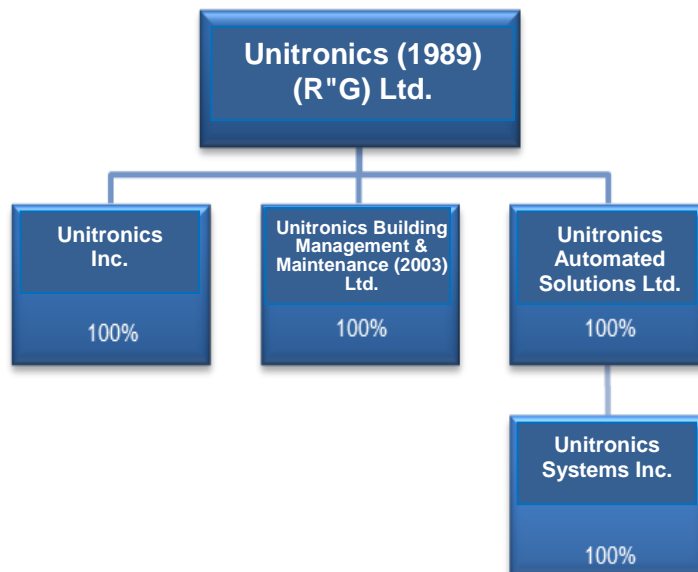 Unitronics (1989)
(R"G) Ltd.
Unitronics
Inc.
100%
Unitronics Building
Management &
Maintenance (2003)
Ltd.
100%
Unitronics
Automated
Solutions Ltd.
100%
Unitronics
Systems Inc.
100%